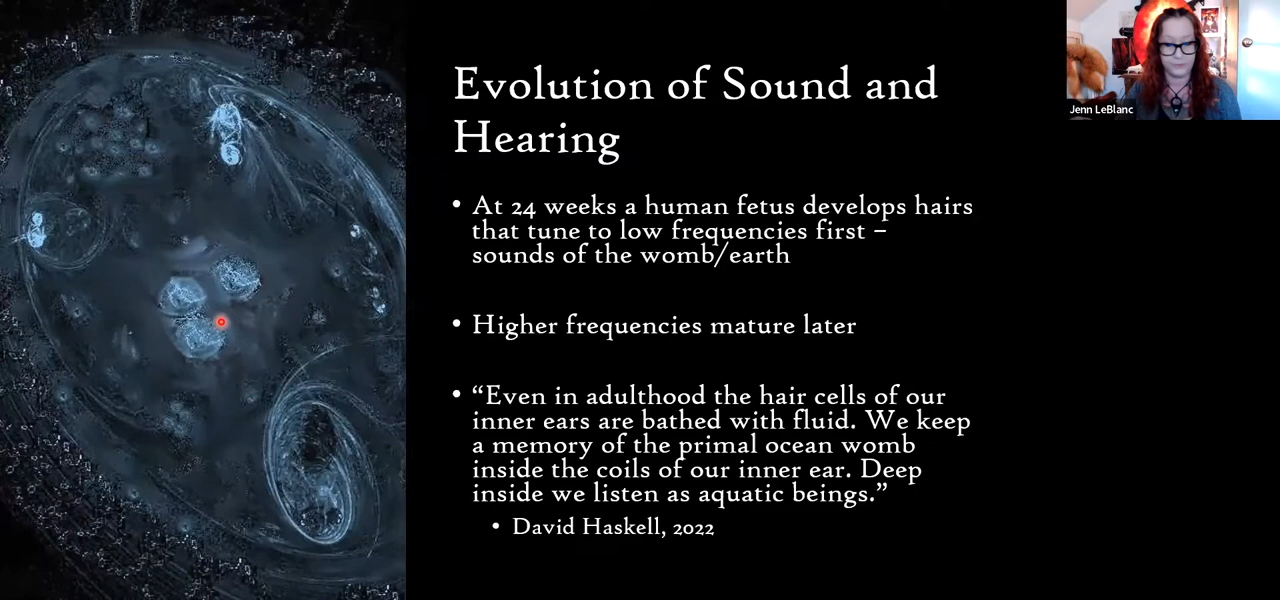 Evolution of Sound and
Hearing
• At 24 weeks a human fetus develops hairs
that tune to low frequencies first –
sounds of the womb/earth
• Higher frequencies mature later
• “Even in adulthood the hair cells of our
inner ears are bathed with fluid. We keep
a memory of the primal ocean womb
inside the coils of our inner ear. Deep
inside we listen as aquatic beings.”
• David Haskell, 2022
Jenn LeBlanc